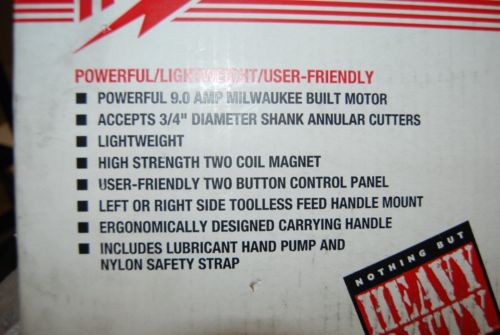 POWERFUL/LIGHTWEIGHT/USER-FRIENDLY
■ POWERFUL 9.0 AMP MILWAUKEE BUILT MOTOR
■ ACCEPTS 3/4" DIAMETER SHANK ANNULAR CUTTERS
■ LIGHTWEIGHT
■ HIGH STRENGTH TWO COIL MAGNET
■ USER-FRIENDLY TWO BUTTON CONTROL PANEL
■ LEFT OR RIGHT SIDE TOOLLESS FEED HANDLE MOUNT
■ ERGONOMICALLY DESIGNED CARRYING HANDLE
■ INCLUDES LUBRICANT HAND PUMP AND
NYLON SAFETY STRAP
NOTHING BUT
HEAVY